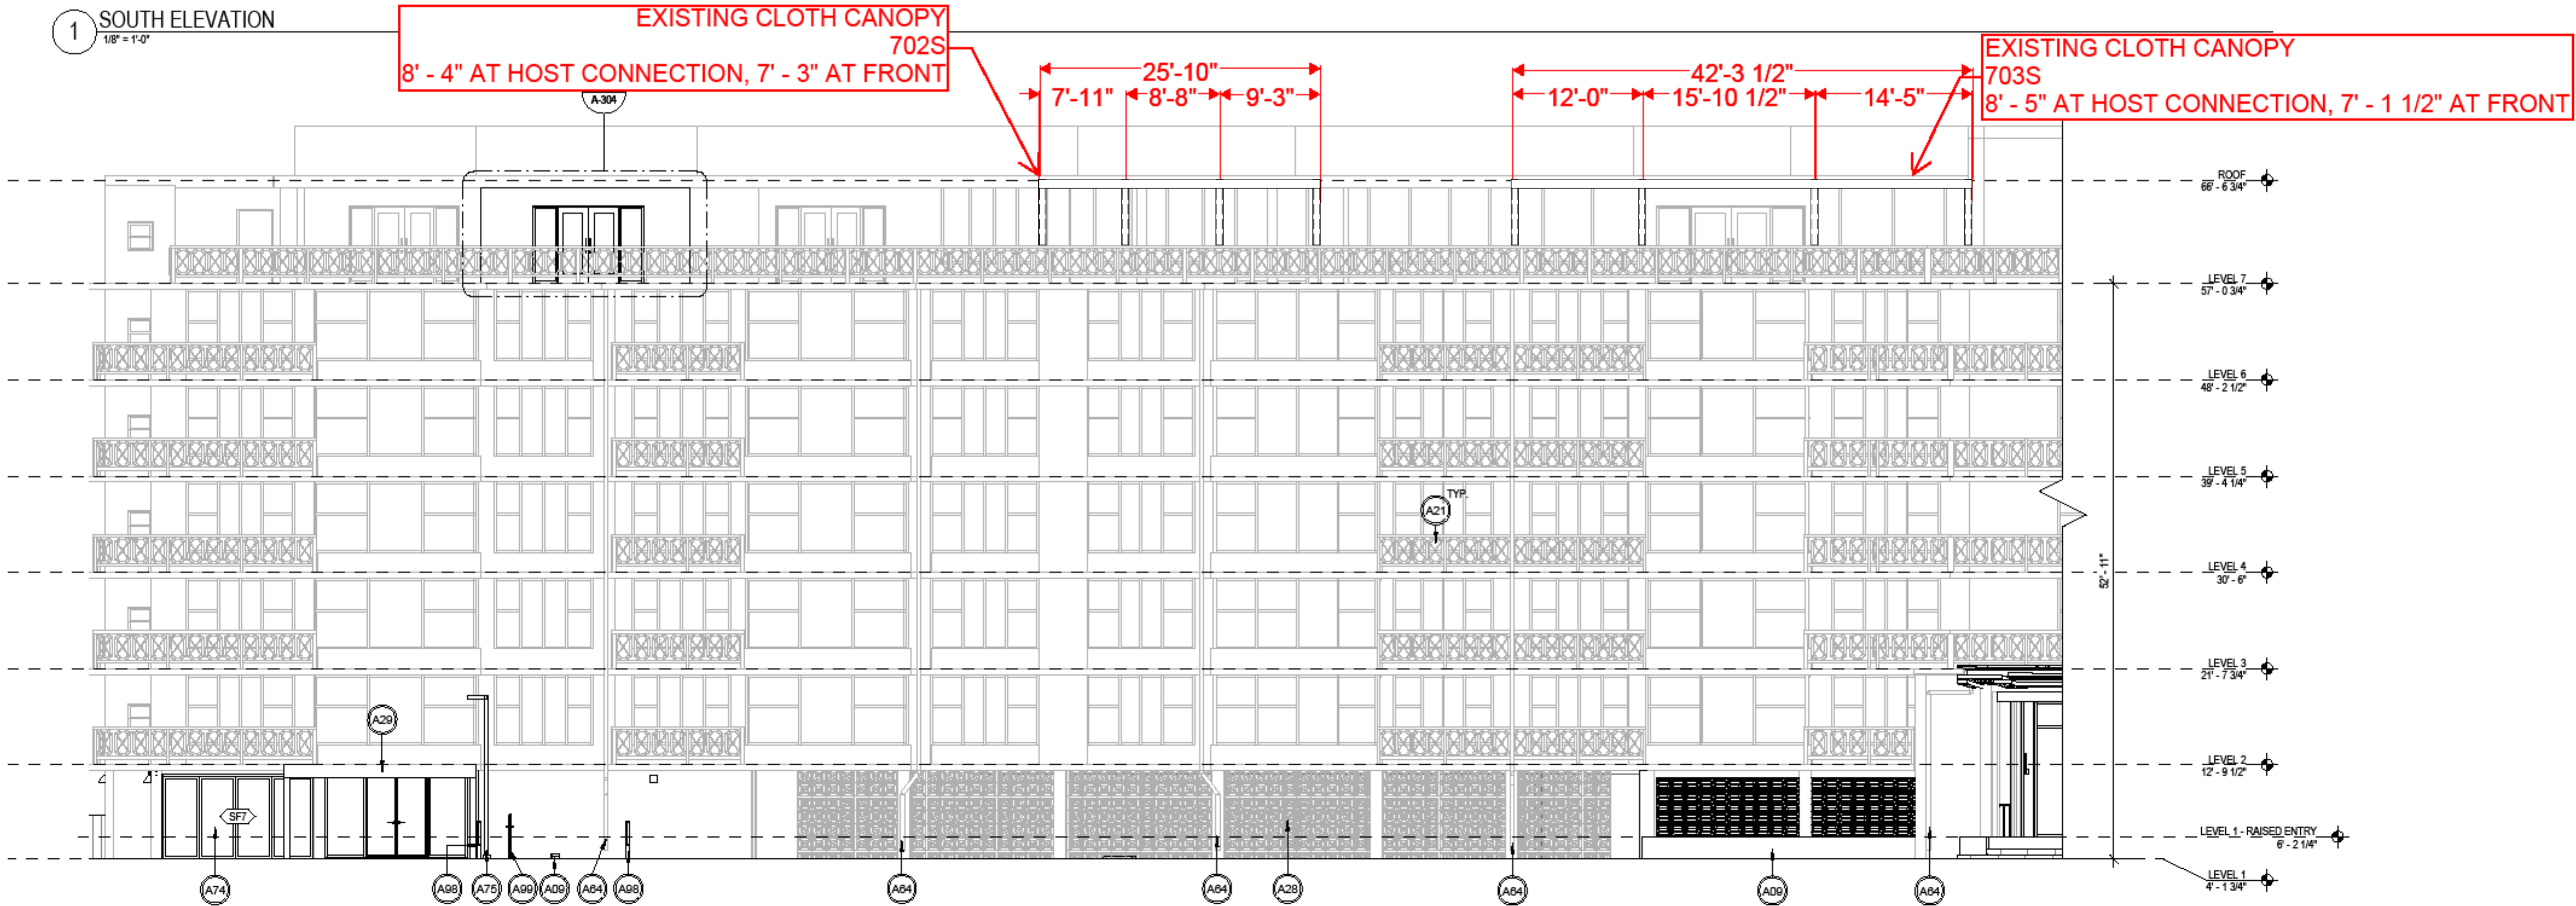 1
SOUTH ELEVATION
1/8" = 1'-0"
EXISTING CLOTH CANOPY
702S
8' - 4" AT HOST CONNECTION, 7' - 3" AT FRONT
A-304
25'-10"
7'-11" 8'-8" 9'-3"
42'-3 1/2"
12'-0" 15'-10 1/2" 14'-5"
EXISTING CLOTH CANOPY
703S
8' - 5" AT HOST CONNECTION, 7' - 1 1/2" AT FRONT
ROOF
66' - 6 3/4"
LEVEL 7
57' - 0 3/4"
LEVEL 6
48' - 2 1/2"
LEVEL 5
39' - 4 1/4"
TYP.
A21
LEVEL 4
30' - 6"
52' - 11"
LEVEL 3
21' - 7 3/4"
A29
LEVEL 2
12' - 9 1/2"
SF7
LEVEL 1 - RAISED ENTRY
6' - 2 1/4"
LEVEL 1
4' - 1 3/4"
A74 A98 A75 A99 A09 A64 A98 A64 A64 A28 A64 A09 A64